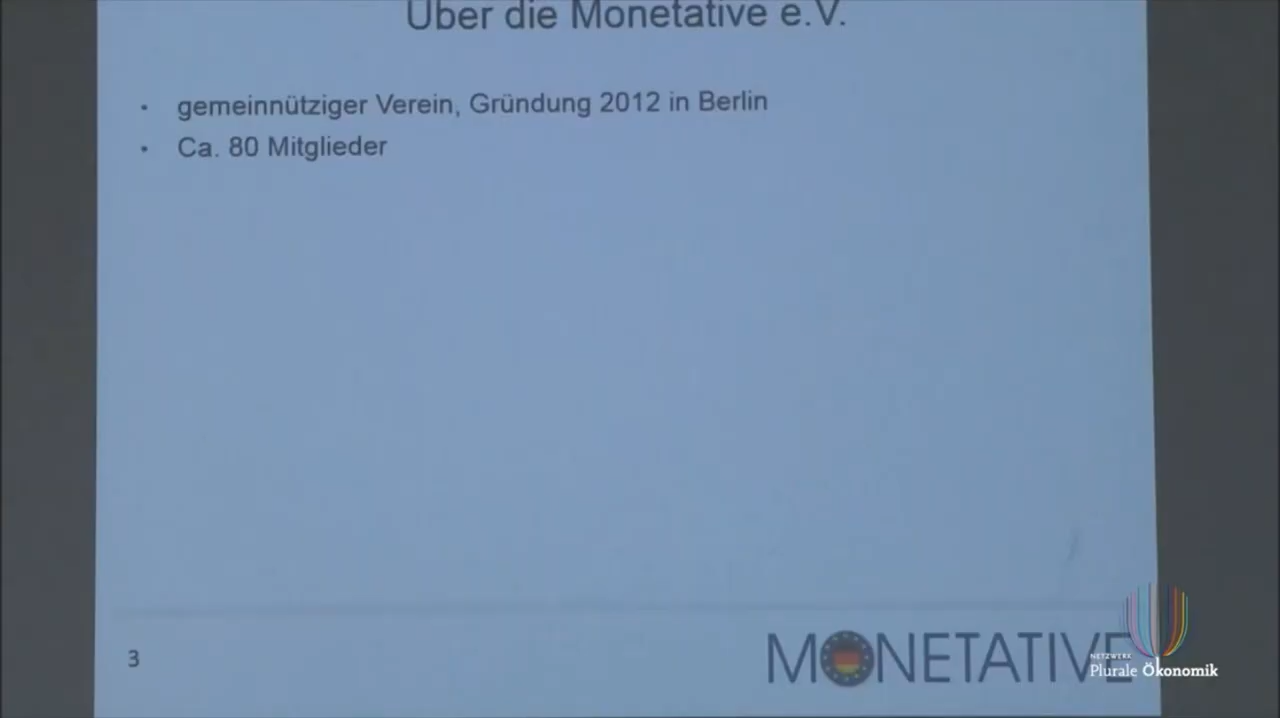 Über die Monetative e.V.
• gemeinnütziger Verein, Gründung 2012 in Berlin
• Ca. 80 Mitglieder
3
MONETATIVE
NETZWERK
Plurale Ökonomik